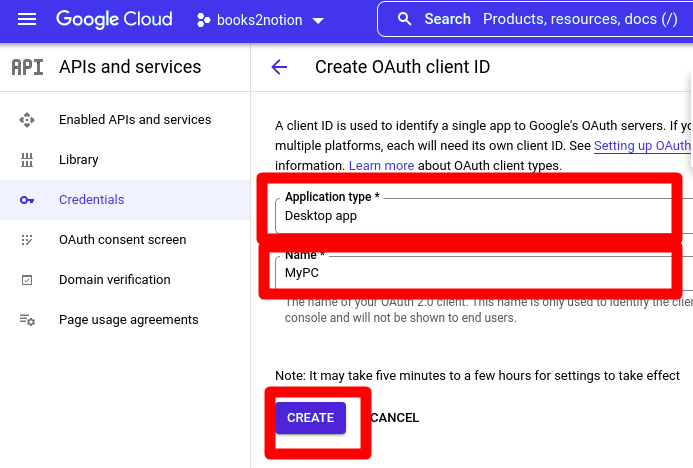 Google Cloud
books2notion
Search Products, resources, docs (/)
API APIs and services
Create OAuth client ID
Enabled APIs and services
Library
Credentials
OAuth consent screen
Domain verification
Page usage agreements
A client ID is used to identify a single app to Google's OAuth servers. If
multiple platforms, each will need its own client ID. See Setting up OAuth
information. Learn more about OAuth client types.
Application type *
Desktop app
Name *
MyPC
The name of your OAuth 2.0 client. This name is only used to identify the
console and will not be shown to end users.
Note: It may take five minutes to a few hours for settings to take effect
CREATE
CANCEL